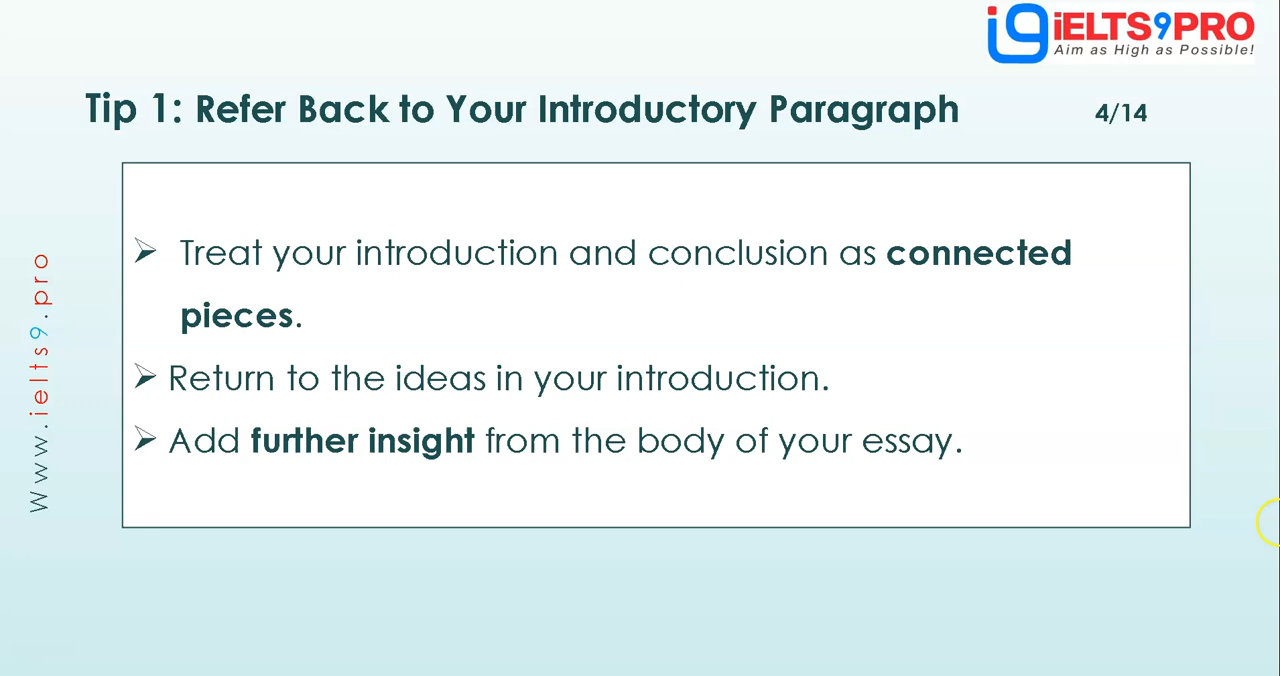 iELTS9PRO
Aim as High as Possible!
Tip 1: Refer Back to Your Introductory Paragraph
4/14
Treat your introduction and conclusion as connected
pieces.
Return to the ideas in your introduction.
Add further insight from the body of your essay.
Www.ielts9.pro